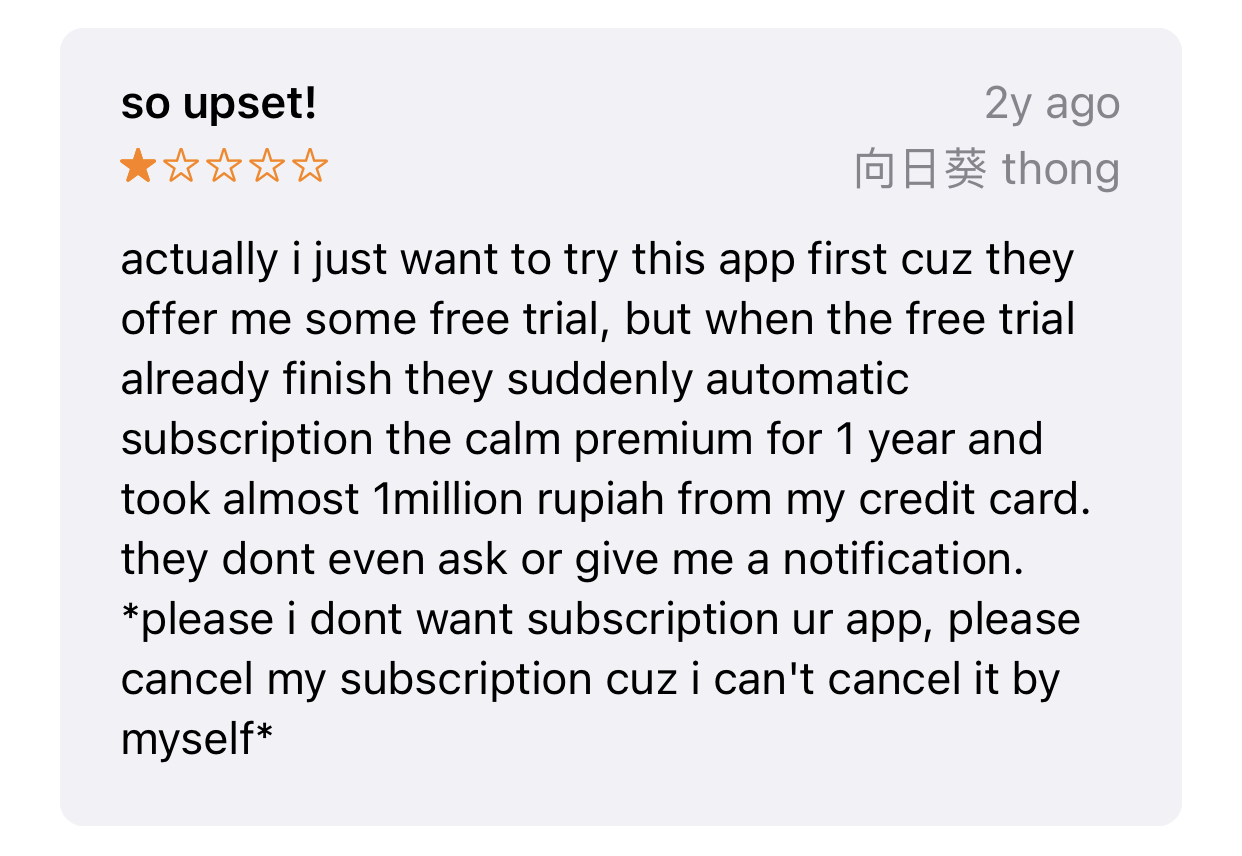 so upset!
2y ago
向日葵 thong
actually i just want to try this app first cuz they
offer me some free trial, but when the free trial
already finish they suddenly automatic
subscription the calm premium for 1 year and
took almost 1million rupiah from my credit card.
they dont even ask or give me a notification.
*please i dont want subscription ur app, please
cancel my subscription cuz i can't cancel it by
myself*